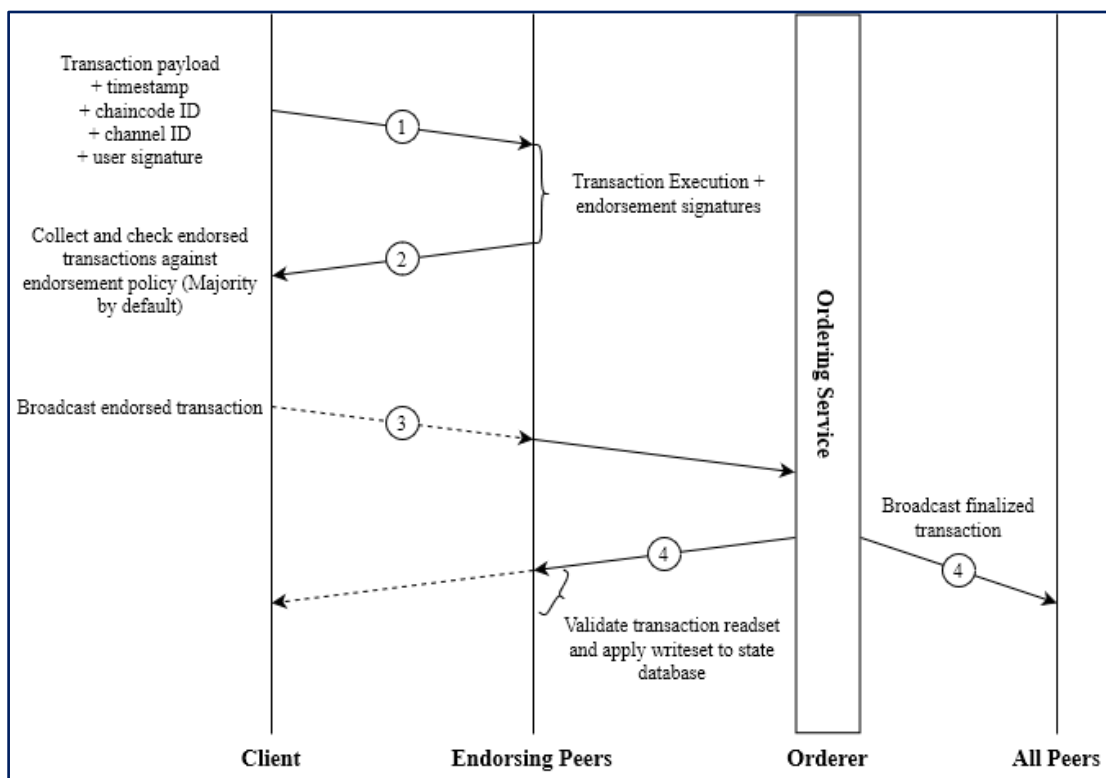 Transaction payload
+ timestamp
+ chaincode ID
+ channel ID
+ user signature
1
Transaction Execution +
endorsement signatures
Collect and check endorsed
transactions against
endorsement policy (Majority
by default)
2
Ordering Service
Broadcast endorsed transaction
3
Broadcast finalized
transaction
4
4
Validate transaction readset
and apply writeset to state
database
Client
Endorsing Peers
Orderer
All Peers